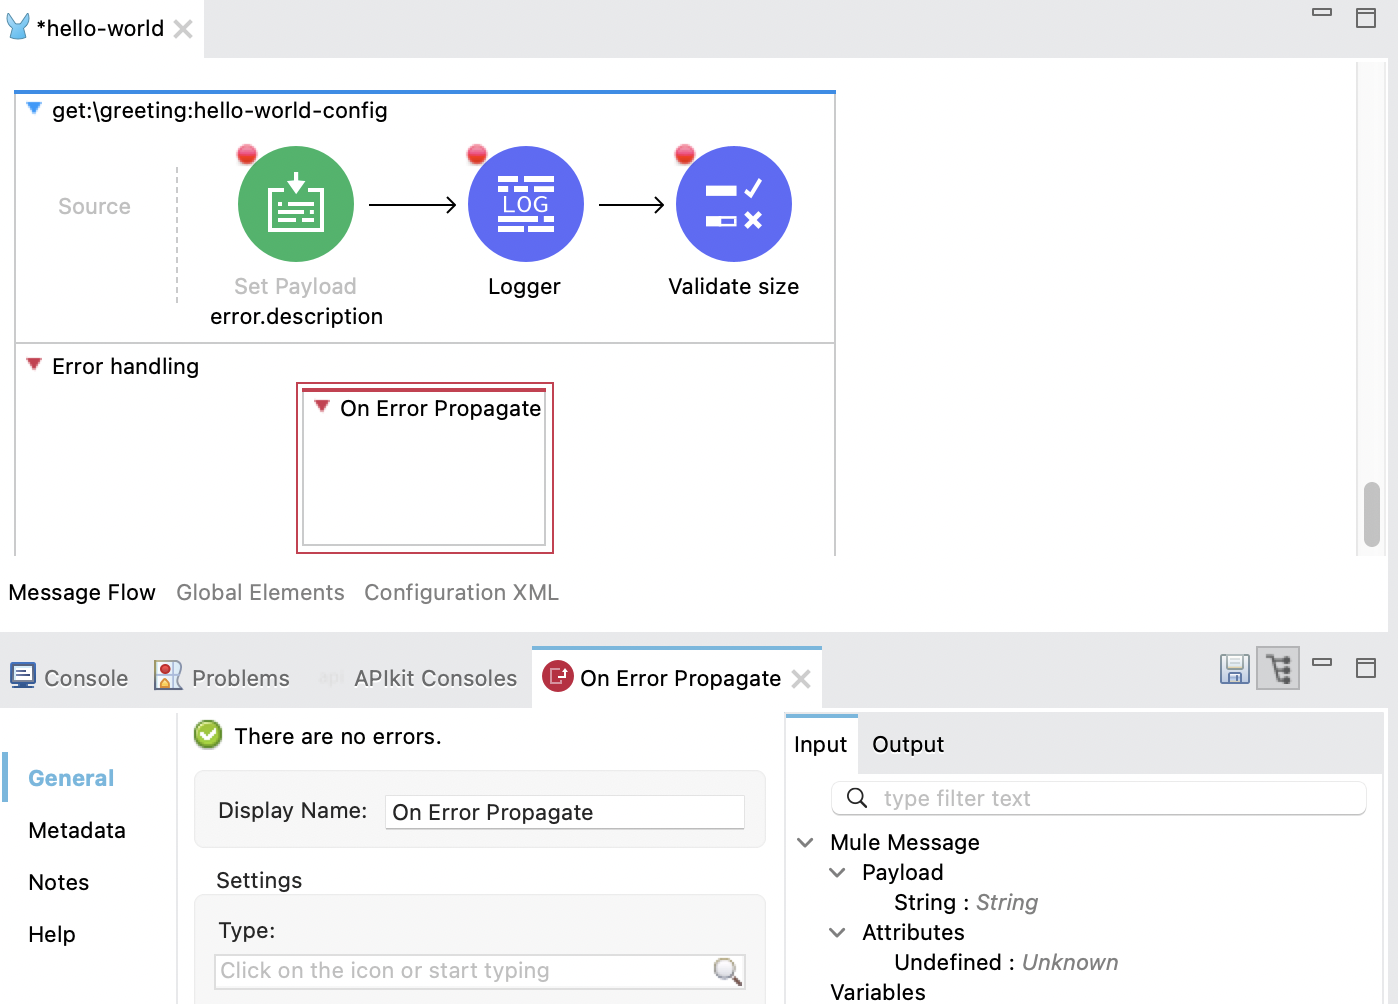 *hello-world
get:\greeting:hello-world-config
Source
LOG
Set Payload
error.description
Logger
Validate size
Error handling
On Error Propagate
Message Flow Global Elements Configuration XML
Console Problems api APIkit Consoles On Error Propagate
General
Metadata
Notes
Help
There are no errors.
Display Name: On Error Propagate
Settings
Type:
Click on the icon or start typing
Input Output
type filter text
Mule Message
Payload
String : String
Attributes
Undefined : Unknown
Variables